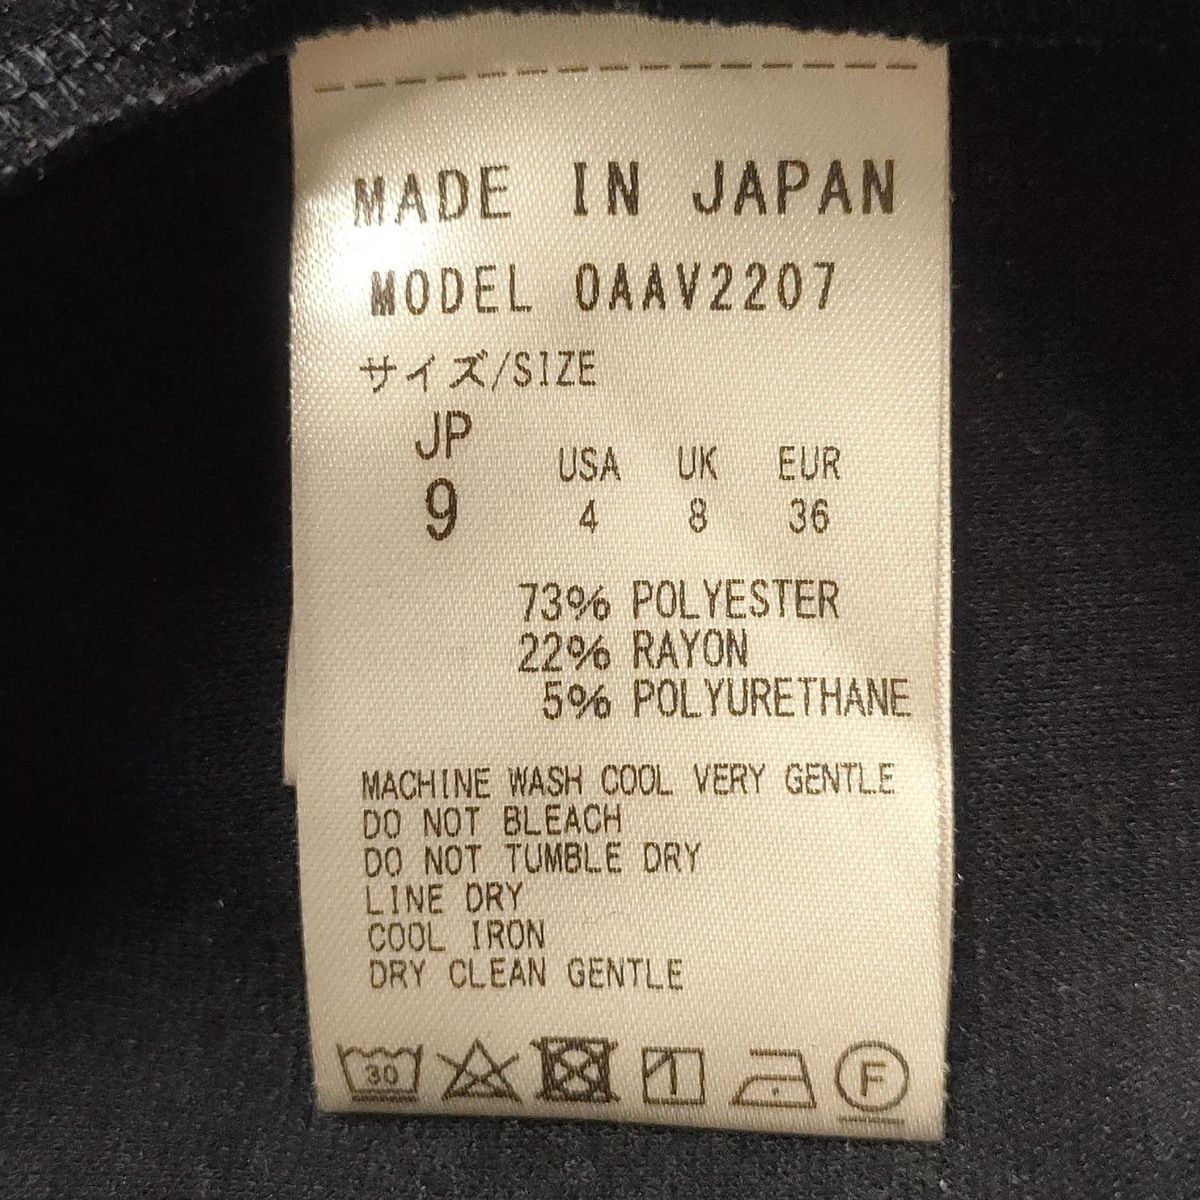 MADE IN JAPAN
MODEL OAAV2207
サイズ/SIZE
JP USA UK EUR
9 4 8 36
73% POLYESTER
22% RAYON
5% POLYURETHANE
MACHINE WASH COOL VERY GENTLE
DO NOT BLEACH
DO NOT TUMBLE DRY
LINE DRY
COOL IRON
DRY CLEAN GENTLE
30 F